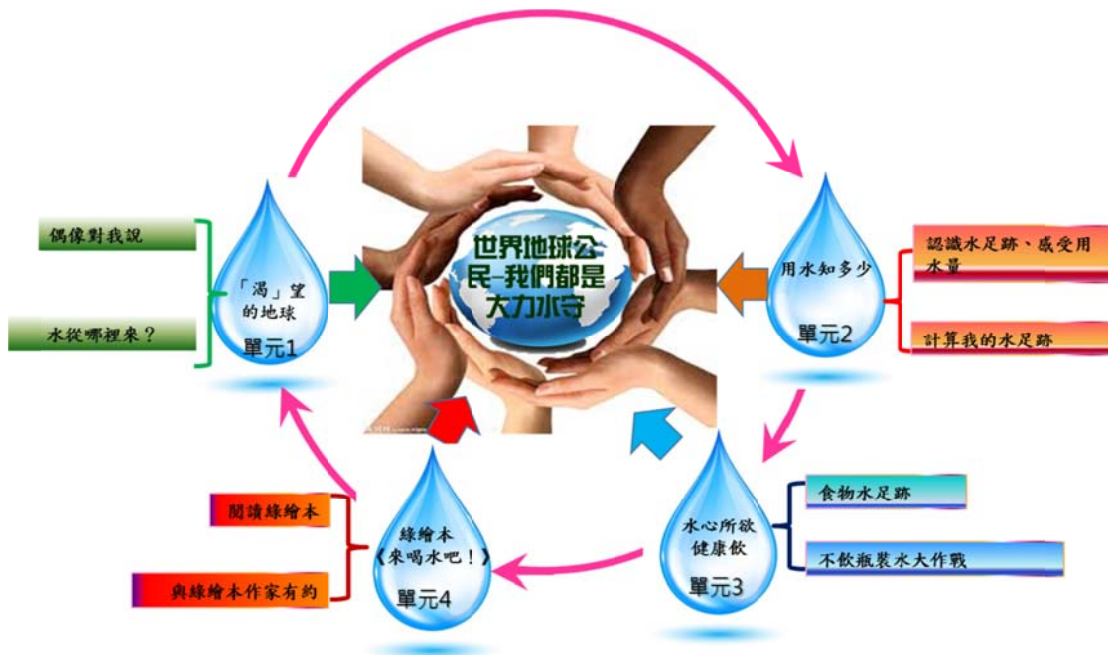 世界地球公
民-我們都是
大力水守
偶像對我說
水從哪裡來？
「渴」望
的地球
單元1
用水知多少
單元2
認識水足跡、感受用
水量
計算我的水足跡
水心所欲
健康飲
單元3
食物水足跡
不飲瓶裝水大作戰
綠繪本
《來喝水吧！》
單元4
閱讀綠繪本
與綠繪本作家有約